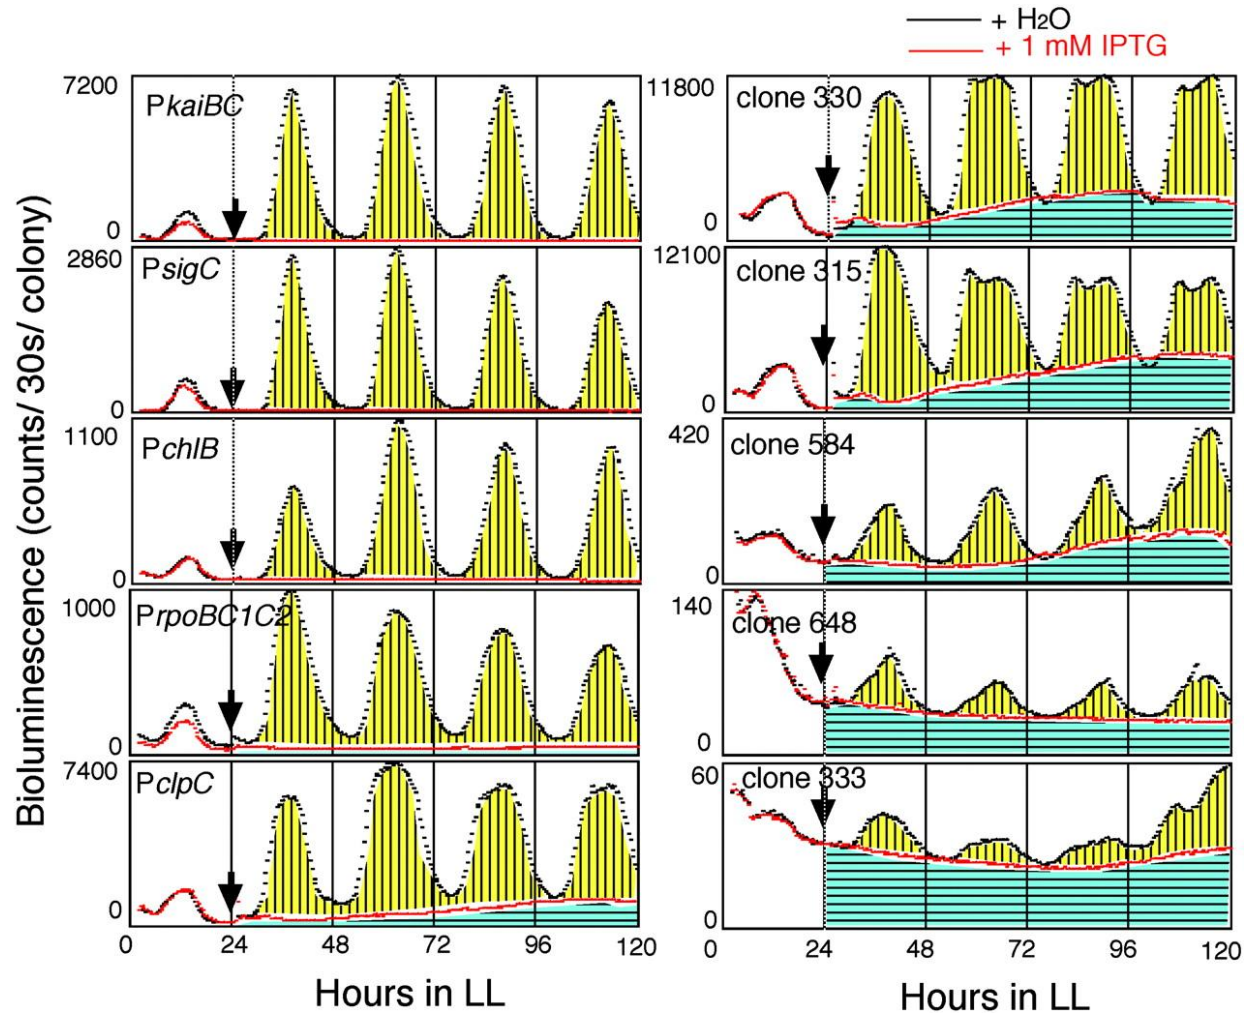 + H2O
+ 1 mM IPTG
Bioluminescence (counts/ 30s/ colony)
7200
PkaiBC
0
2860
PsigC
0
1100
PchlB
0
1000
PrpoBC1C2
0
7400
PclpC
0
0 24 48 72 96 120
Hours in LL
11800
clone 330
0
12100
clone 315
0
420
clone 584
0
140
clone 648
0
60
clone 333
0
0 24 48 72 96 120
Hours in LL